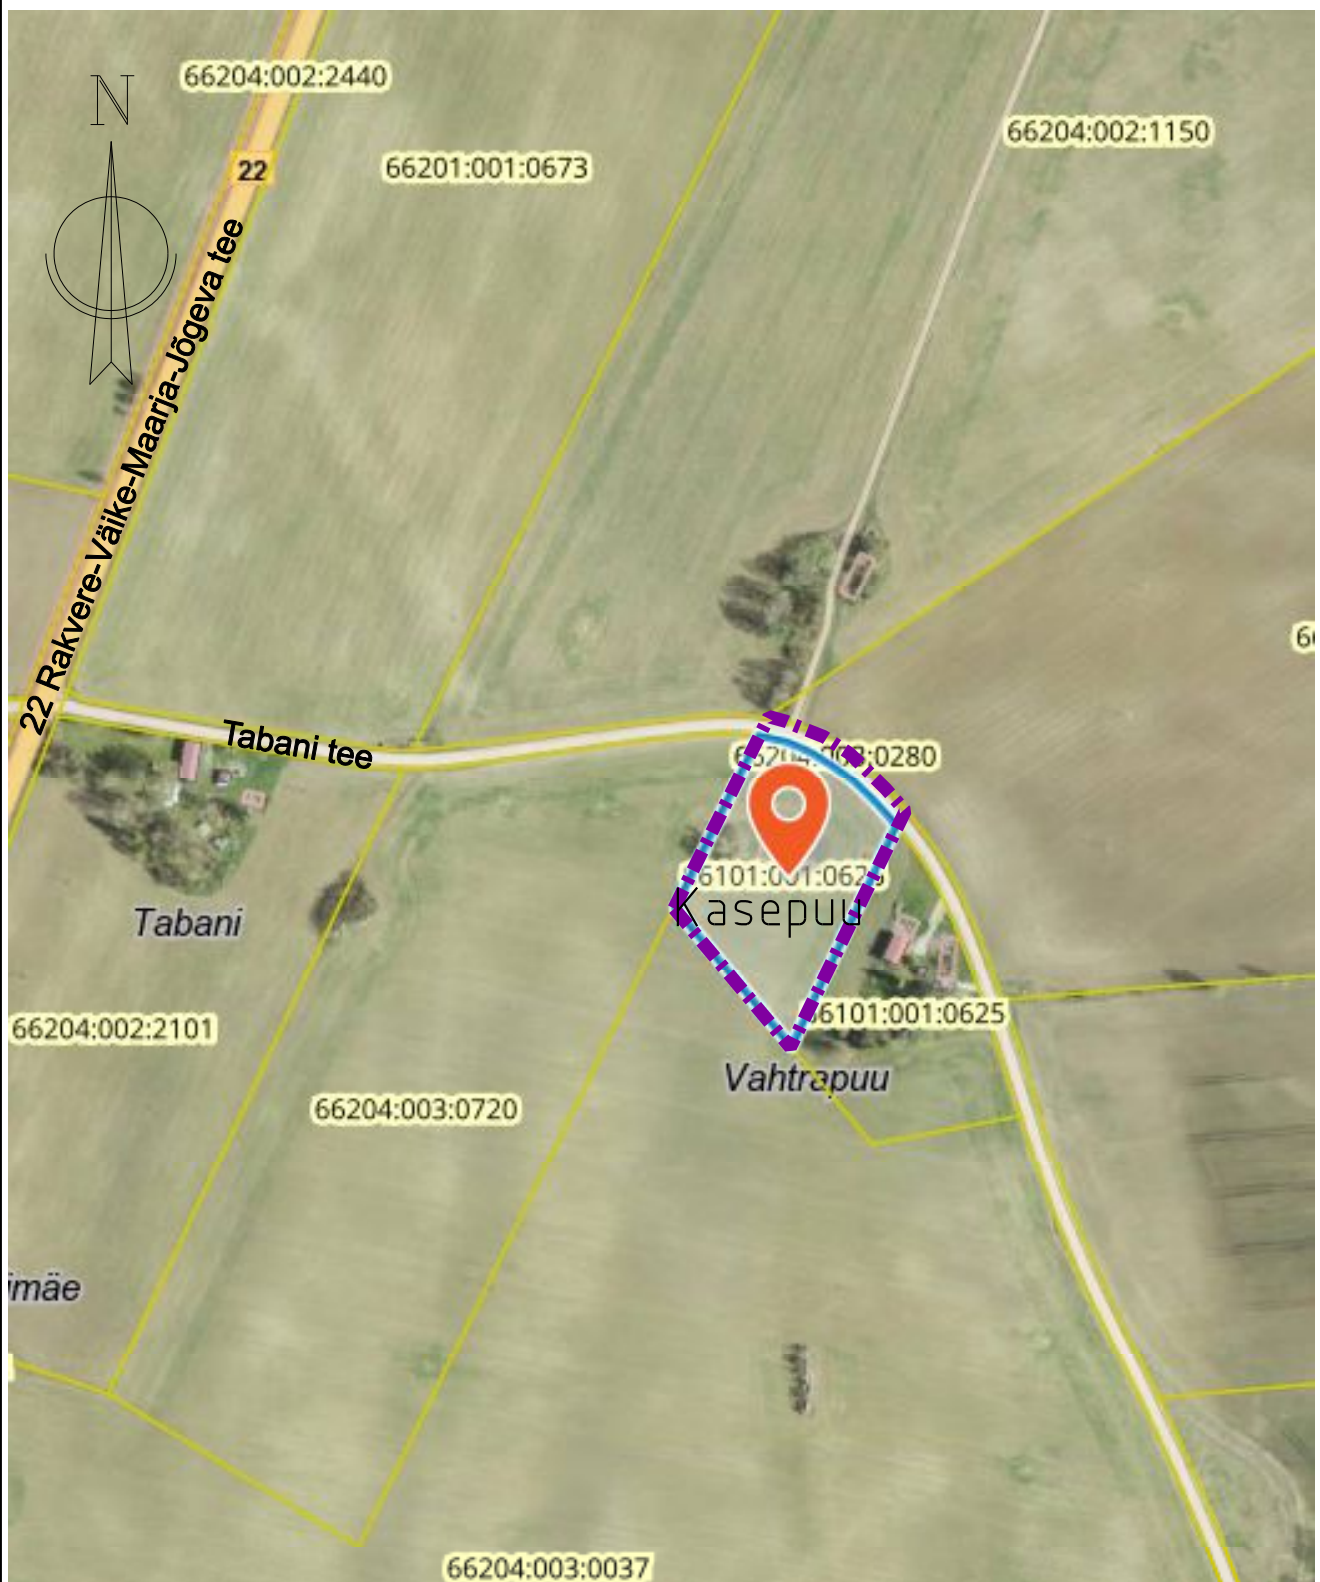 66204:002:2440
N
66204:002:1150
22
66201:001:0673
22 Rakvere-Väike-Maarja-Jõgeva tee
Tabani tee
Kasepuu
Tabani
66101:001:0625
66204:002:2101
Vahtrapuu
66204:003:0720
66204:003:0037